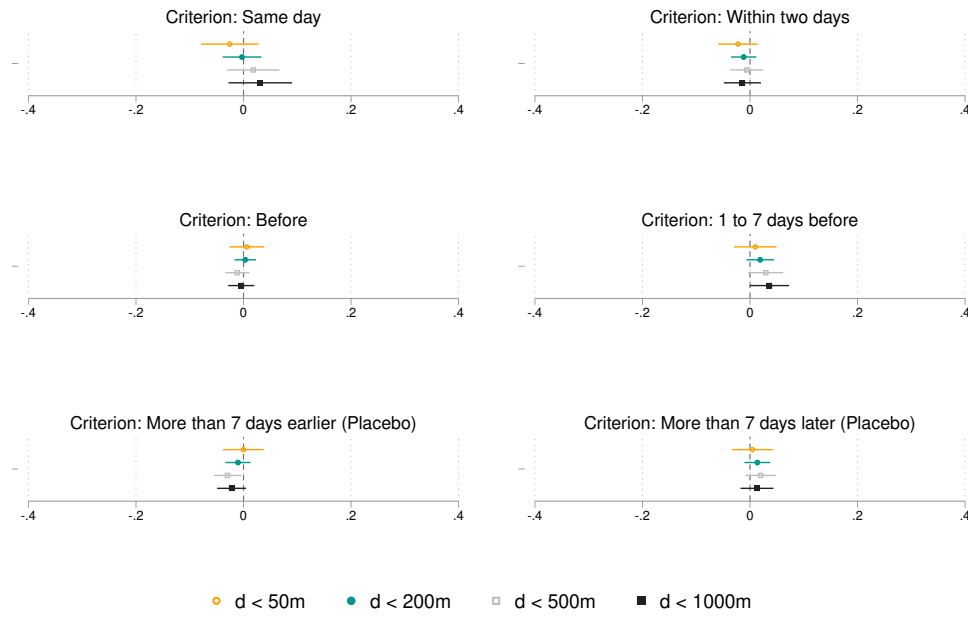 Criterion: Same day
-.4 -.2 0 .2 .4
Criterion: Within two days
-.4 -.2 0 .2 .4
Criterion: Before
-.4 -.2 0 .2 .4
Criterion: 1 to 7 days before
-.4 -.2 0 .2 .4
Criterion: More than 7 days earlier (Placebo)
-.4 -.2 0 .2 .4
Criterion: More than 7 days later (Placebo)
-.4 -.2 0 .2 .4
d < 50m d < 200m d < 500m d < 1000m